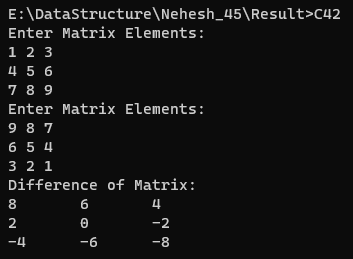 E:\DataStructure\Nehesh_45\Result>C42
Enter Matrix Elements:
1 2 3
4 5 6
7 8 9
Enter Matrix Elements:
9 8 7
6 5 4
3 2 1
Difference of Matrix:
8 6 4
2 0 -2
-4 -6 -8